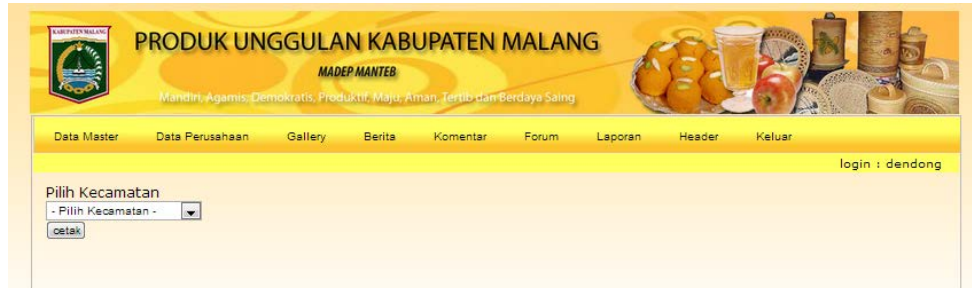 KABUPATEN MALANG
PRODUK UNGGULAN KABUPATEN MALANG
MADEP MANTEB
Mandiri, Agamis, Demokratis, Produktif, Maju, Aman, Tertib dan Berdaya Saing
Data Master Data Perusahaan Gallery Berita Komentar Forum Laporan Header Keluar
login : dendong
Pilih Kecamatan
- Pilih Kecamatan -
cetak